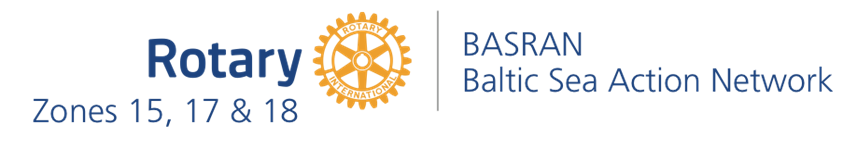 Rotary
Zones 15, 17 & 18
ROTARY
INTERNATIONAL
BASRAN
Baltic Sea Action Network